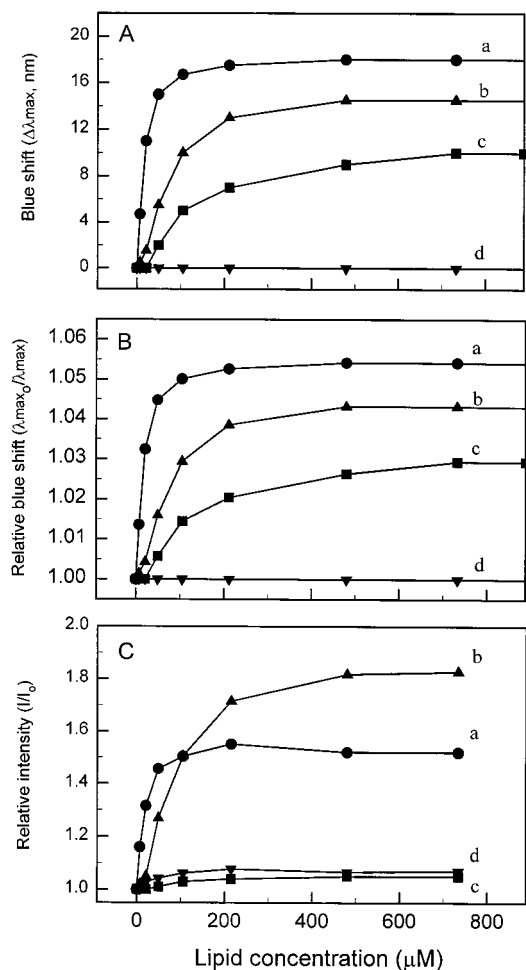 A
a
b
c
d
20
16
12
8
4
0
Blue shift (Δλmax, nm)
B
a
b
c
d
1.06
1.05
1.04
1.03
1.02
1.01
1.00
Relative blue shift (λmax₀/λmax)
C
b
a
d
c
2.0
1.8
1.6
1.4
1.2
1.0
Relative intensity (I/I₀)
0 200 400 600 800
Lipid concentration (μM)